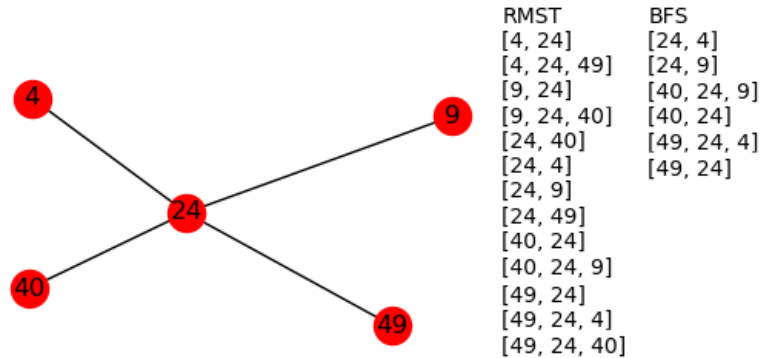 4
9
24
40
49
RMST
[4, 24]
[4, 24, 49]
[9, 24]
[9, 24, 40]
[24, 40]
[24, 4]
[24, 9]
[24, 49]
[40, 24]
[40, 24, 9]
[49, 24]
[49, 24, 4]
[49, 24, 40]
BFS
[24, 4]
[24, 9]
[40, 24, 9]
[40, 24]
[49, 24, 4]
[49, 24]